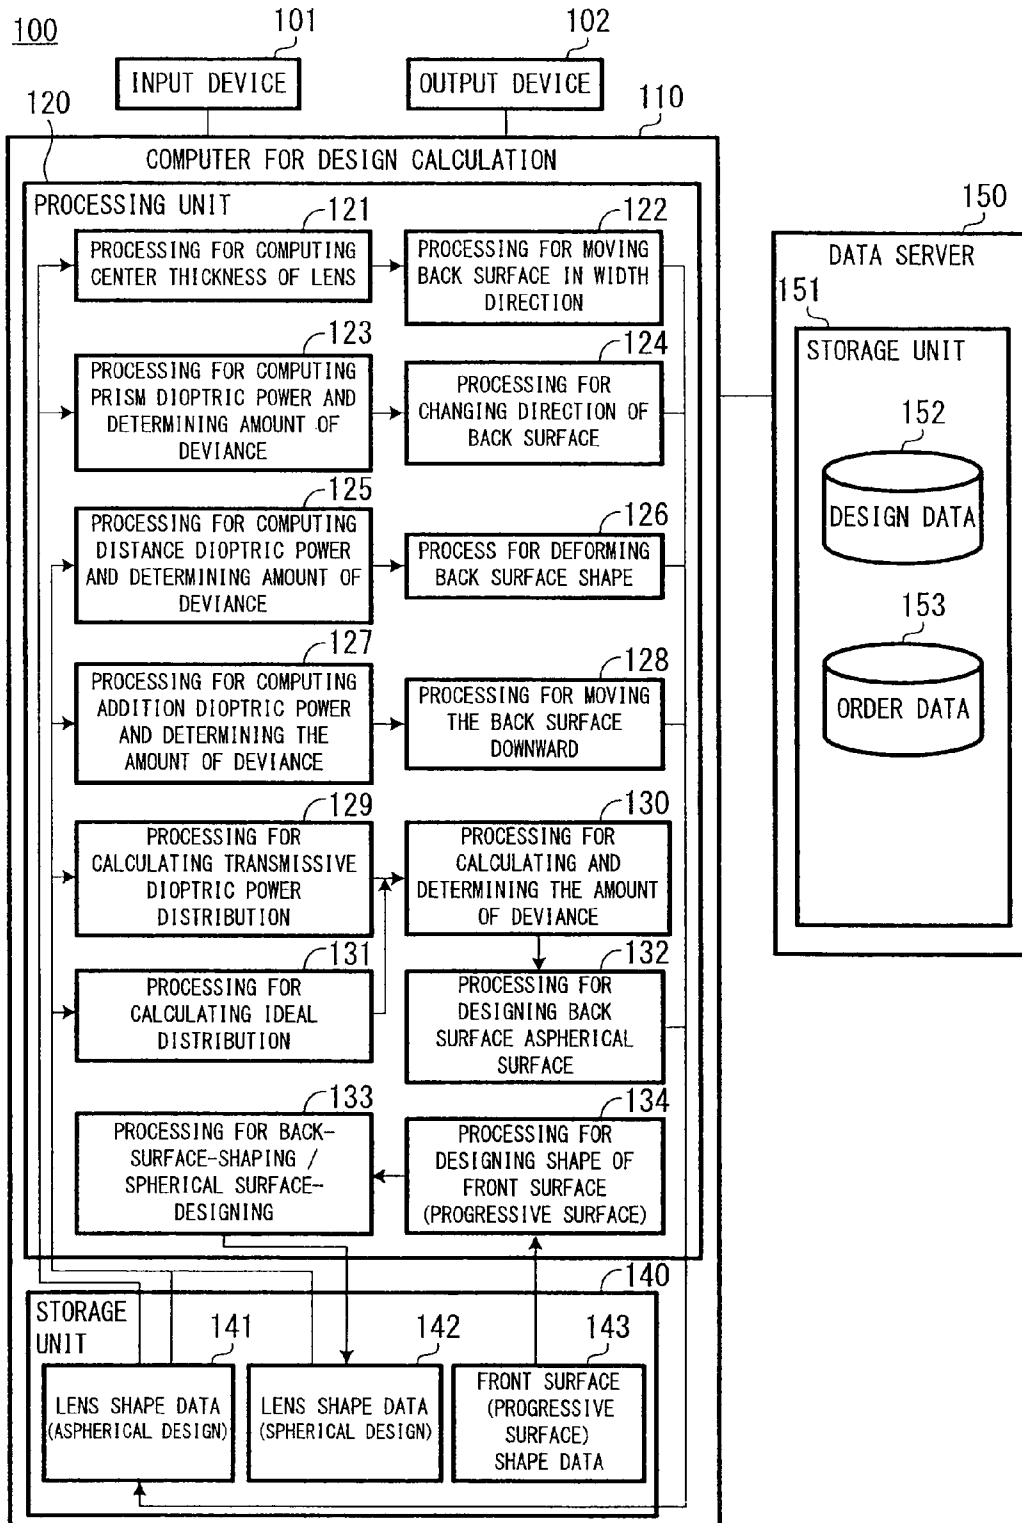 100
101
102
INPUT DEVICE
OUTPUT DEVICE
120
110
COMPUTER FOR DESIGN CALCULATION
PROCESSING UNIT
121
PROCESSING FOR COMPUTING
CENTER THICKNESS OF LENS
122
PROCESSING FOR MOVING
BACK SURFACE IN WIDTH
DIRECTION
123
PROCESSING FOR COMPUTING
PRISM DIOPTRIC POWER AND
DETERMINING AMOUNT OF
DEVIANCE
124
PROCESSING FOR
CHANGING DIRECTION OF
BACK SURFACE
125
PROCESSING FOR COMPUTING
DISTANCE DIOPTRIC POWER
AND DETERMINING AMOUNT OF
DEVIANCE
126
PROCESS FOR DEFORMING
BACK SURFACE SHAPE
127
PROCESSING FOR COMPUTING
ADDITION DIOPTRIC POWER
AND DETERMINING THE
AMOUNT OF DEVIANCE
128
PROCESSING FOR MOVING
THE BACK SURFACE
DOWNWARD
129
PROCESSING FOR
CALCULATING TRANSMISSIVE
DIOPTRIC POWER
DISTRIBUTION
130
PROCESSING FOR
CALCULATING AND
DETERMINING THE AMOUNT
OF DEVIANCE
131
PROCESSING FOR
CALCULATING IDEAL
DISTRIBUTION
132
PROCESSING FOR
DESIGNING BACK
SURFACE ASPHERICAL
SURFACE
133
PROCESSING FOR BACK-
SURFACE-SHAPING /
SPHERICAL SURFACE-
DESIGNING
134
PROCESSING FOR
DESIGNING SHAPE OF
FRONT SURFACE
(PROGRESSIVE SURFACE)
140
STORAGE
UNIT
141
LENS SHAPE DATA
(ASPHERICAL DESIGN)
142
LENS SHAPE DATA
(SPHERICAL DESIGN)
143
FRONT SURFACE
(PROGRESSIVE
SURFACE)
SHAPE DATA
150
DATA SERVER
151
STORAGE UNIT
152
DESIGN DATA
153
ORDER DATA